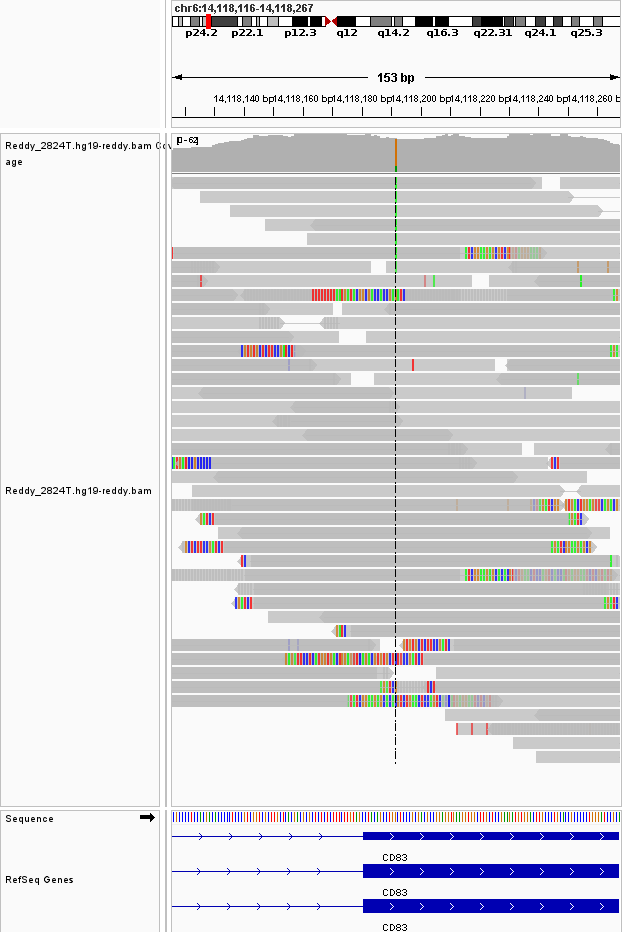 chr6:14,118,116-14,118,267
p24.2 p22.1 p12.3 q12 q14.2 q16.3 q22.31 q24.1 q25.3
153 bp
14,118,140 bp 14,118,160 bp 14,118,180 bp 14,118,200 bp 14,118,220 bp 14,118,240 bp 14,118,260 b
Reddy_2824T.hg19-reddy.bam Cov
age
[0-62]
Reddy_2824T.hg19-reddy.bam
Sequence
CD83
RefSeq Genes
CD83
CD83